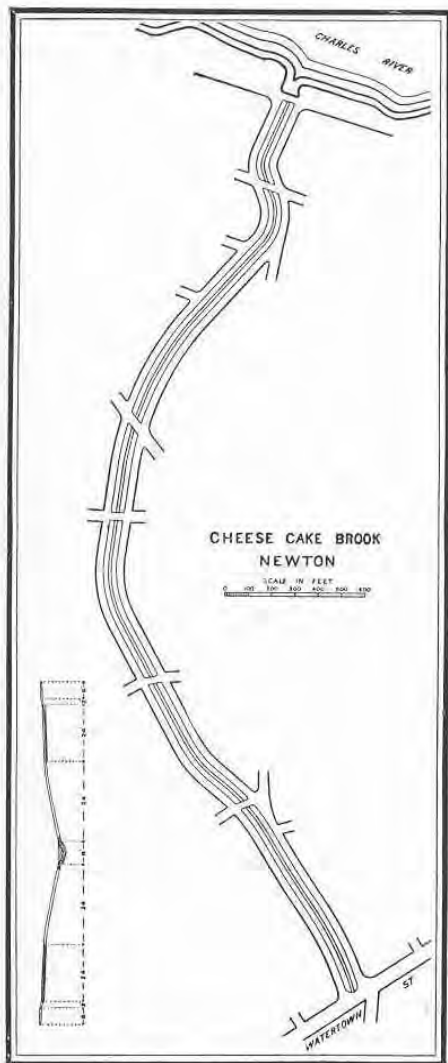 CHARLES RIVER
CHEESE CAKE BROOK
NEWTON
SCALE IN FEET
0 100 200 300 400 500 600
WATERTOWN ST